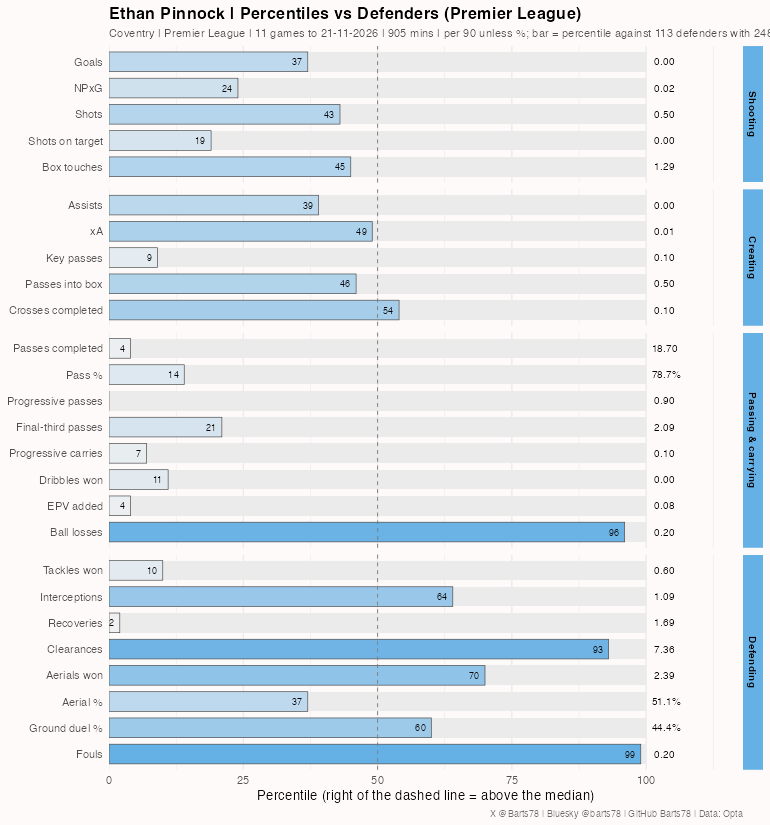 Ethan Pinnock | Percentiles vs Defenders (Premier League)
Coventry | Premier League | 11 games to 21-11-2026 | 905 mins | per 90 unless %; bar = percentile against 113 defenders with 248
Goals 37 0.00
NPxG 24 0.02
Shots 43 0.50
Shots on target 19 0.00
Box touches 45 1.29
Shooting
Assists 39 0.00
xA 49 0.01
Key passes 9 0.10
Passes into box 46 0.50
Crosses completed 54 0.10
Creating
Passes completed 4 18.70
Pass % 14 78.7%
Progressive passes 0.90
Final-third passes 21 2.09
Progressive carries 7 0.10
Dribbles won 11 0.00
EPV added 4 0.08
Ball losses 96 0.20
Passing & carrying
Tackles won 10 0.60
Interceptions 64 1.09
Recoveries 2 1.69
Clearances 93 7.36
Aerials won 70 2.39
Aerial % 37 51.1%
Ground duel % 60 44.4%
Fouls 99 0.20
Defending
0 25 50 75 100
Percentile (right of the dashed line = above the median)
X @Barts78 | Bluesky @barts78 | GitHub Barts78 | Data: Opta